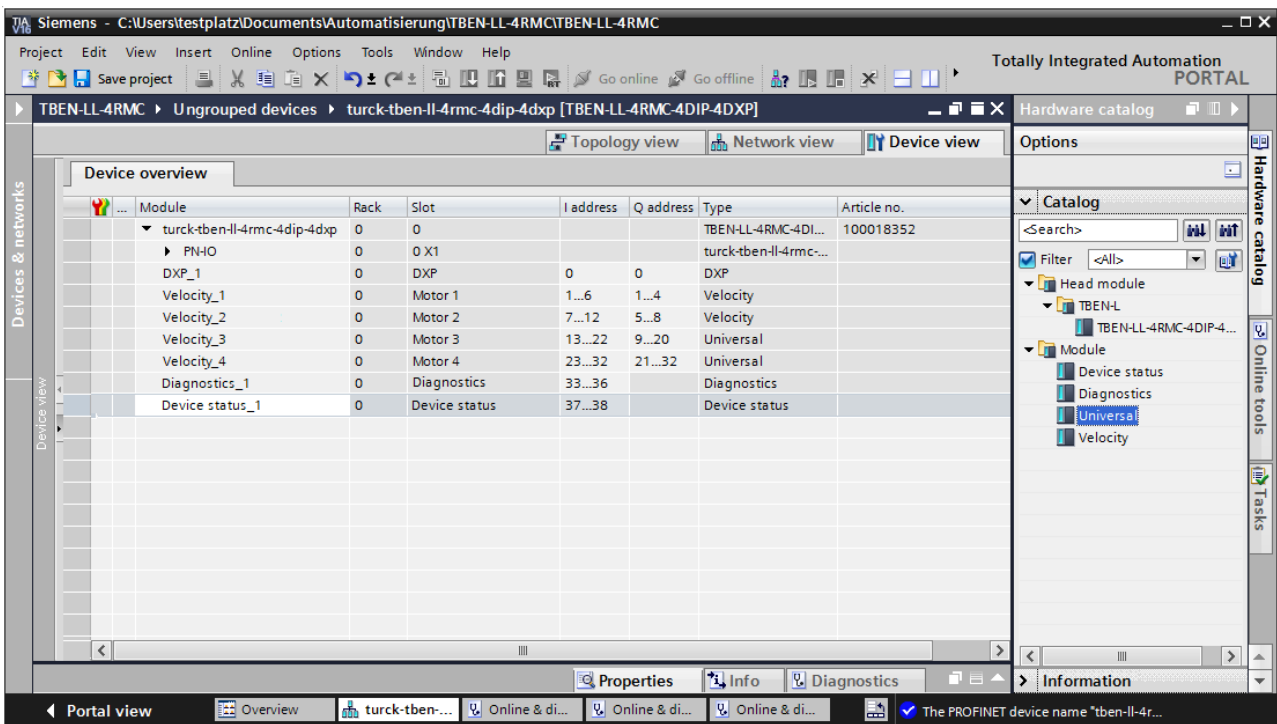 TIA V16 Siemens - C:\Users\testplatz\Documents\Automatisierung\TBEN-LL-4RMC\TBEN-LL-4RMC
Project Edit View Insert Online Options Tools Window Help
Totally Integrated Automation
PORTAL
Save project Go online Go offline
TBEN-LL-4RMC Ungrouped devices turck-tben-ll-4rmc-4dip-4dxp [TBEN-LL-4RMC-4DIP-4DXP]
Hardware catalog
Topology view Network view Device view
Options
Device overview
... Module Rack Slot I address Q address Type Article no.
turck-tben-ll-4rmc-4dip-4dxp 0 0 TBEN-LL-4RMC-4DI... 100018352
PN-IO 0 0 X1 turck-tben-ll-4rmc-...
DXP_1 0 DXP 0 0 DXP
Velocity_1 0 Motor 1 1...6 1...4 Velocity
Velocity_2 0 Motor 2 7...12 5...8 Velocity
Velocity_3 0 Motor 3 13...22 9...20 Universal
Velocity_4 0 Motor 4 23...32 21...32 Universal
Diagnostics_1 0 Diagnostics 33...36 Diagnostics
Device status_1 0 Device status 37...38 Device status
Devices & networks
Device view
Catalog
<Search>
Filter <All>
Head module
TBEN-L
TBEN-LL-4RMC-4DIP-4...
Module
Device status
Diagnostics
Universal
Velocity
Information
Hardware catalog
Online tools
Tasks
Properties Info Diagnostics
Portal view Overview turck-tben-... Online & di... Online & di... Online & di... The PROFINET device name "tben-ll-4r...